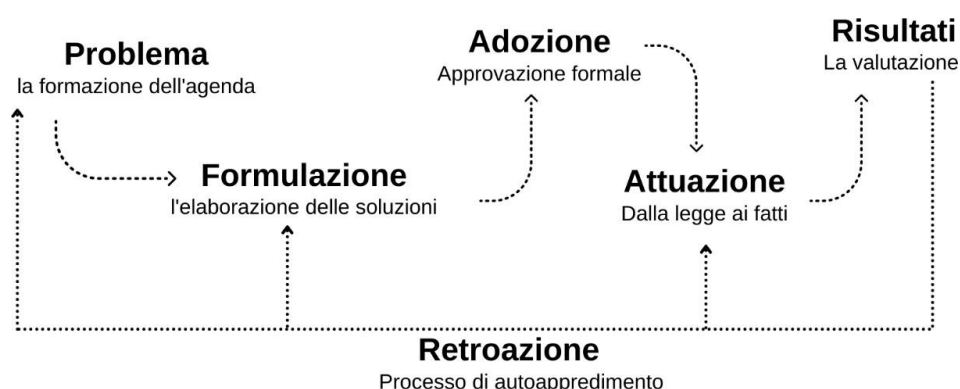 Problema
la formazione dell'agenda
Formulazione
l'elaborazione delle soluzioni
Adozione
Approvazione formale
Attuazione
Dalla legge ai fatti
Risultati
La valutazione
Retroazione
Processo di autoappredimento